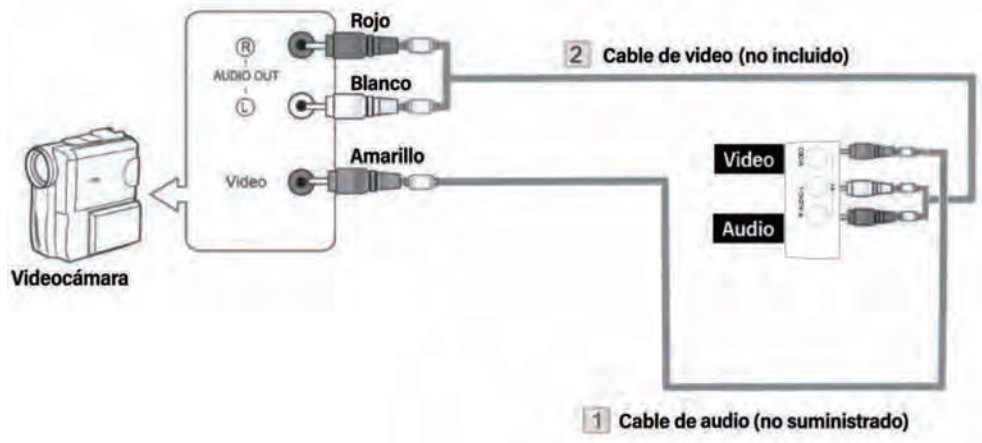 Rojo
R
AUDIO OUT
L
Blanco
Video
Amarillo
Videocámara
2 Cable de video (no incluido)
Video
Audio
1 Cable de audio (no suministrado)